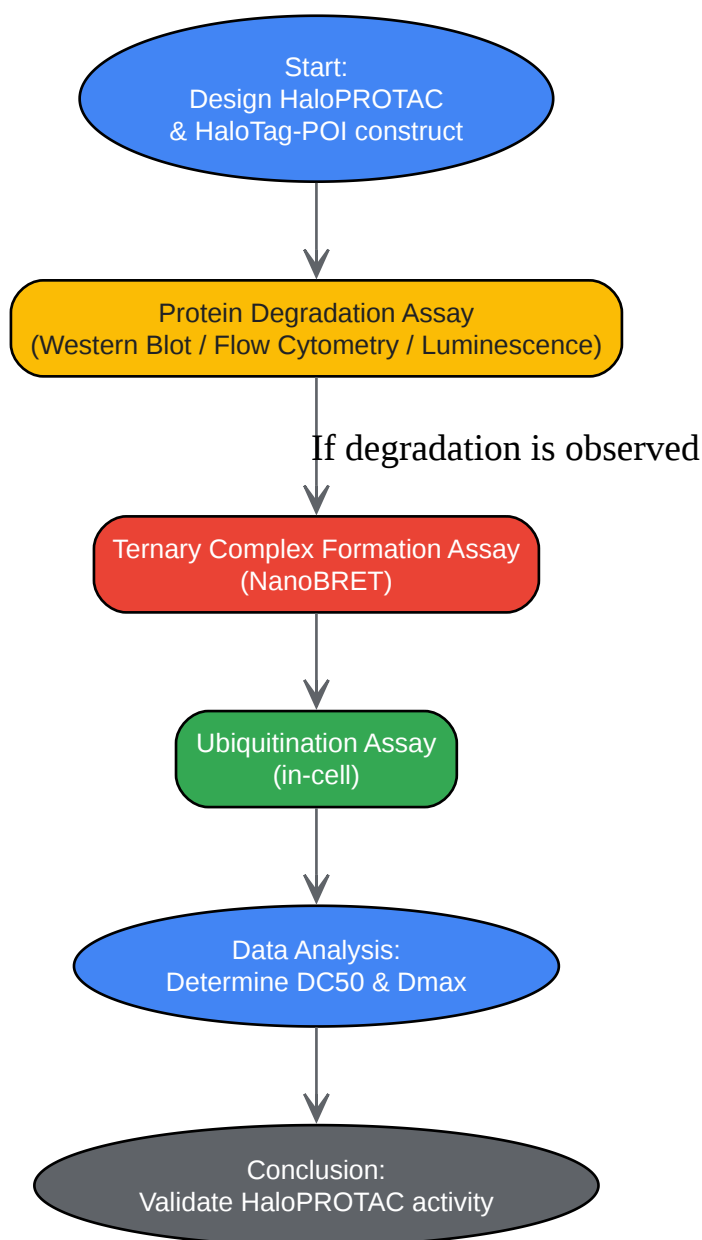 Start:
Design HaloPROTAC
& HaloTag-POI construct
Protein Degradation Assay
(Western Blot / Flow Cytometry / Luminescence)
If degradation is observed
Ternary Complex Formation Assay
(NanoBRET)
Ubiquitination Assay
(in-cell)
Data Analysis:
Determine DC50 & Dmax
Conclusion:
Validate HaloPROTAC activity